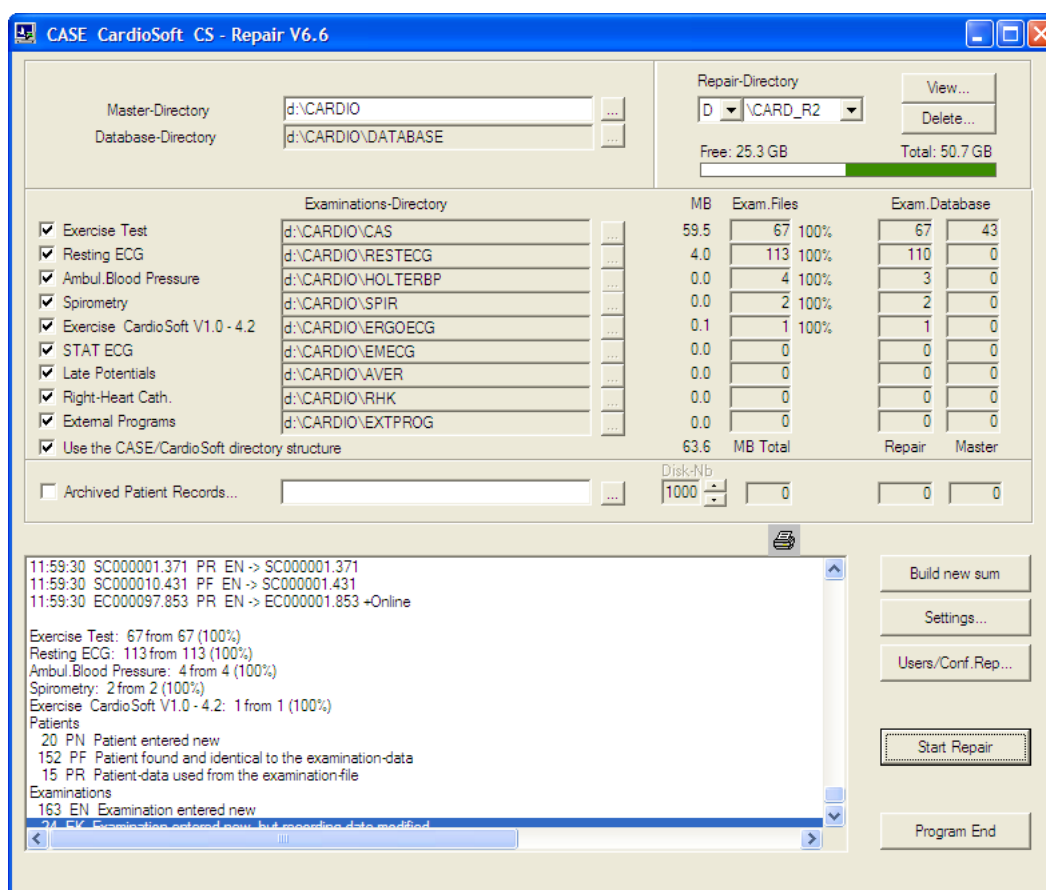 CASE CardioSoft CS - Repair V6.6
Master-Directory d:\CARDIO ...
Database-Directory d:\CARDIO\DATABASE ...
Repair-Directory
D \CARD_R2
View...
Delete...
Free: 25.3 GB Total: 50.7 GB
Examinations-Directory MB Exam.Files Exam.Database
Exercise Test d:\CARDIO\CAS ... 59.5 67 100% 67 43
Resting ECG d:\CARDIO\RESTECG ... 4.0 113 100% 110 0
Ambul.Blood Pressure d:\CARDIO\HOLTERBP ... 0.0 4 100% 3 0
Spirometry d:\CARDIO\SPIR ... 0.0 2 100% 2 0
Exercise CardioSoft V1.0 - 4.2 d:\CARDIO\ERGOECG ... 0.1 1 100% 1 0
STAT ECG d:\CARDIO\EMECG ... 0.0 0 0 0
Late Potentials d:\CARDIO\AVER ... 0.0 0 0 0
Right-Heart Cath. d:\CARDIO\RHK ... 0.0 0 0 0
External Programs d:\CARDIO\EXTPROG ... 0.0 0 0 0
Use the CASE/CardioSoft directory structure 63.6 MB Total Repair Master
Disk-Nb
Archived Patient Records... ... 1000 0 0 0
11:59:30 SC000001.371 PR EN -> SC000001.371
11:59:30 SC000010.431 PF EN -> SC000001.431
11:59:30 EC000097.853 PR EN -> EC000001.853 +Online
Exercise Test: 67 from 67 (100%)
Resting ECG: 113 from 113 (100%)
Ambul.Blood Pressure: 4 from 4 (100%)
Spirometry: 2 from 2 (100%)
Exercise CardioSoft V1.0 - 4.2: 1 from 1 (100%)
Patients
20 PN Patient entered new
152 PF Patient found and identical to the examination-data
15 PR Patient-data used from the examination-file
Examinations
163 EN Examination entered new
24 EK Examination entered new, but recording date modified
Build new sum
Settings...
Users/Conf.Rep...
Start Repair
Program End